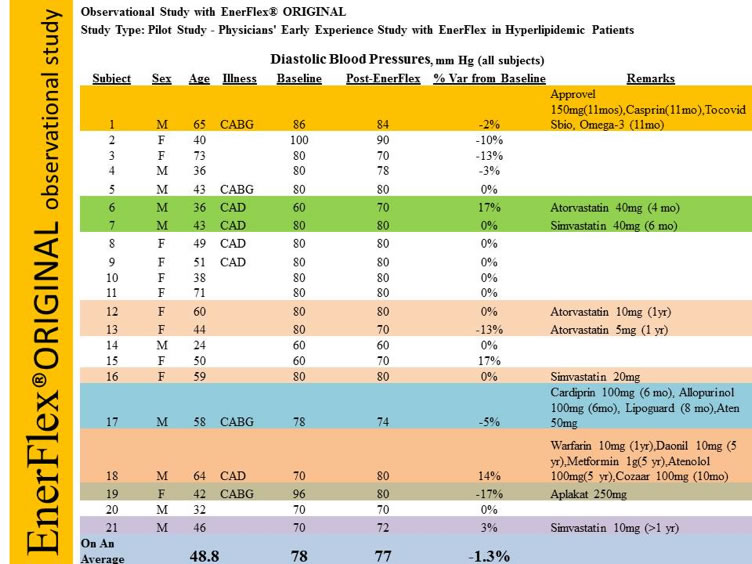 EnerFlex®ORIGINAL observational study
Observational Study with EnerFlex® ORIGINAL
Study Type: Pilot Study - Physicians' Early Experience Study with EnerFlex in Hyperlipidemic Patients
Diastolic Blood Pressures, mm Hg (all subjects)
Subject Sex Age Illness Baseline Post-EnerFlex % Var from Baseline Remarks
Approvel
150mg(11mos),Casprin(11mo),Tocovid
1 M 65 CABG 86 84 -2% Sbio, Omega-3 (11mo)
2 F 40 100 90 -10%
3 F 73 80 70 -13%
4 M 36 80 78 -3%
5 M 43 CABG 80 80 0%
6 M 36 CAD 60 70 17% Atorvastatin 40mg (4 mo)
7 M 43 CAD 80 80 0% Simvastatin 40mg (6 mo)
8 F 49 CAD 80 80 0%
9 F 51 CAD 80 80 0%
10 F 38 80 80 0%
11 F 71 80 80 0%
12 F 60 80 80 0% Atorvastatin 10mg (1yr)
13 F 44 80 70 -13% Atorvastatin 5mg (1 yr)
14 M 24 60 60 0%
15 F 50 60 70 17%
16 F 59 80 80 0% Simvastatin 20mg
Cardiprin 100mg (6 mo), Allopurinol
100mg (6mo), Lipoguard (8 mo),Aten
17 M 58 CABG 78 74 -5% 50mg
Warfarin 10mg (1yr),Daonil 10mg (5
yr),Metformin 1g(5 yr),Atenolol
18 M 64 CAD 70 80 14% 100mg(5 yr),Cozaar 100mg (10mo)
19 F 42 CABG 96 80 -17% Aplakat 250mg
20 M 32 70 70 0%
21 M 46 70 72 3% Simvastatin 10mg (>1 yr)
On An
Average 48.8 78 77 -1.3%